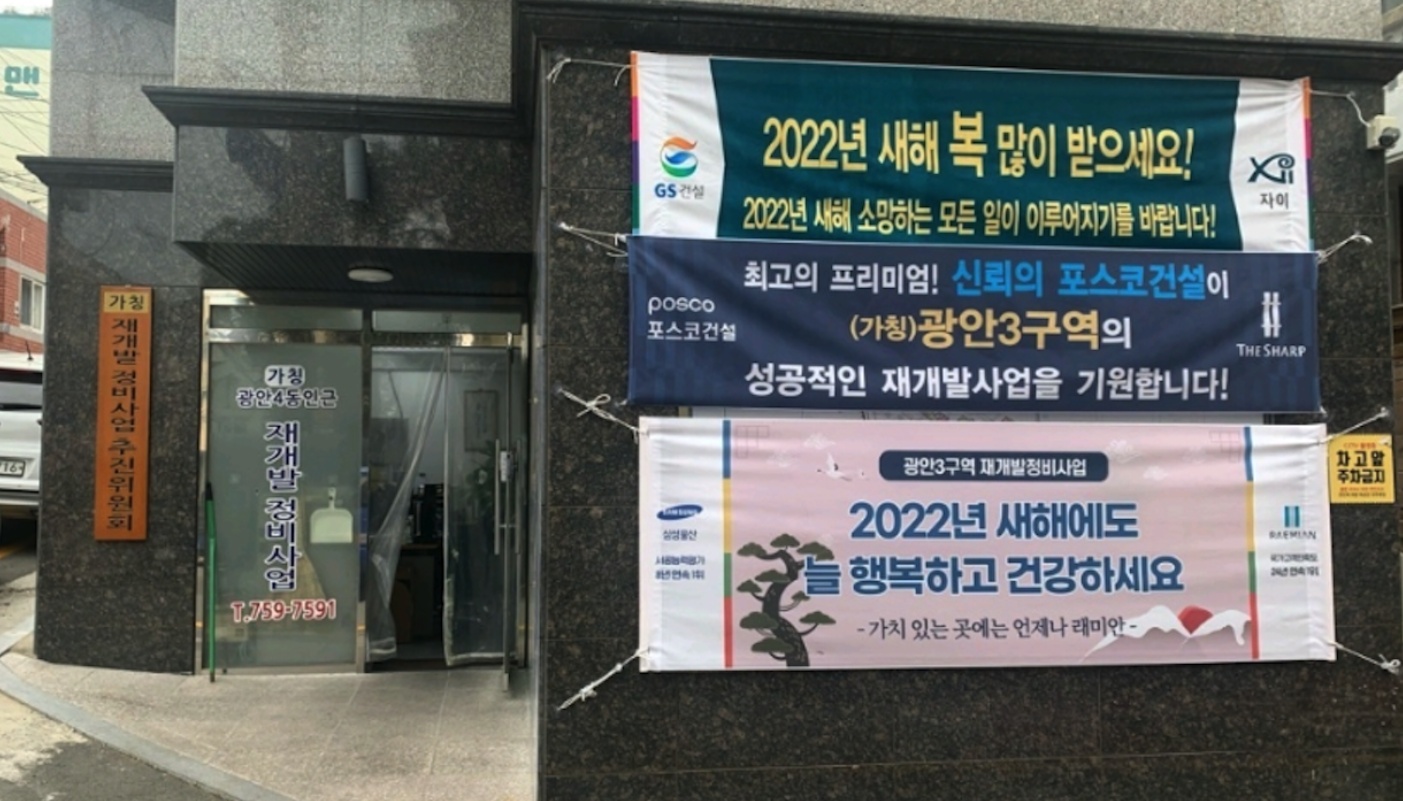 맨
가칭
재개발정비사업추진위원회
가칭
광안4동인근
재개발 정비사업
T.759-7591
GS건설
2022년 새해 복 많이 받으세요!
2022년 새해 소망하는 모든 일이 이루어지기를 바랍니다!
Xi
자이
posco
포스코건설
최고의 프리미엄! 신뢰의 포스코건설이
(가칭)광안3구역의
성공적인 재개발사업을 기원합니다!
THE SHARP
광안3구역 재개발정비사업
SAMSUNG
삼성물산
시공능력평가
2022년 새해에도
늘 행복하고 건강하세요
- 가치 있는 곳에는 언제나 래미안 -
RAEMIAN
차고앞
주차금지